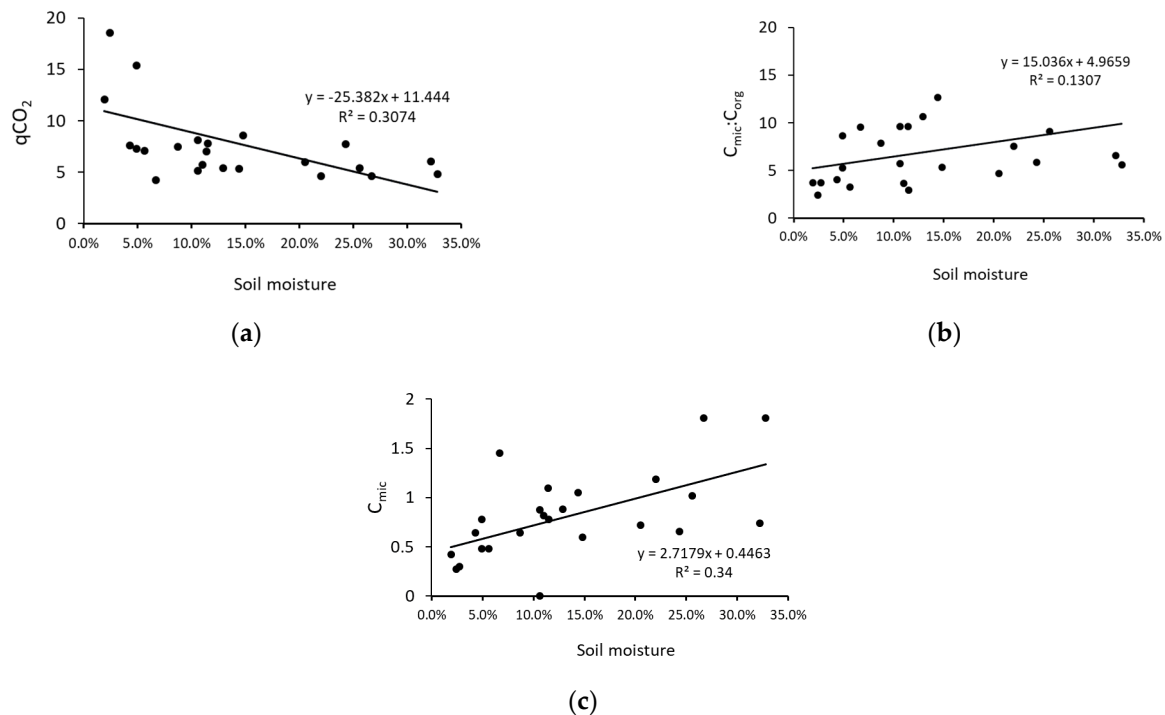 20
15
10
5
0
qCO₂
y = -25.382x + 11.444
R² = 0.3074
0.0% 5.0% 10.0% 15.0% 20.0% 25.0% 30.0% 35.0%
Soil moisture
(a)
20
15
10
5
0
Cmic:Corg
y = 15.036x + 4.9659
R² = 0.1307
0.0% 5.0% 10.0% 15.0% 20.0% 25.0% 30.0% 35.0%
Soil moisture
(b)
2
1.5
1
0.5
0
Cmic
y = 2.7179x + 0.4463
R² = 0.34
0.0% 5.0% 10.0% 15.0% 20.0% 25.0% 30.0% 35.0%
Soil moisture
(c)